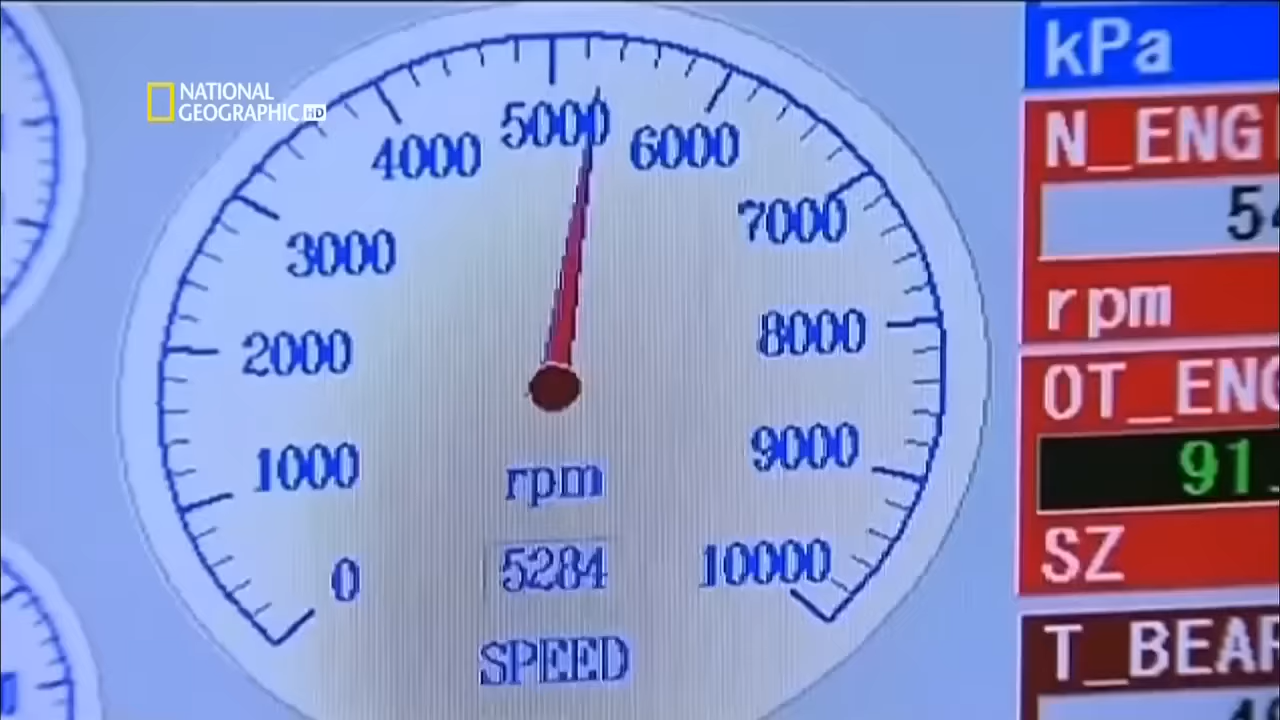 NATIONAL
GEOGRAPHIC HD
kPa
N_ENG
rpm
OT_ENG
91.
SZ
T_BEAR
0
1000
2000
3000
4000
5000
6000
7000
8000
9000
10000
rpm
5284
SPEED